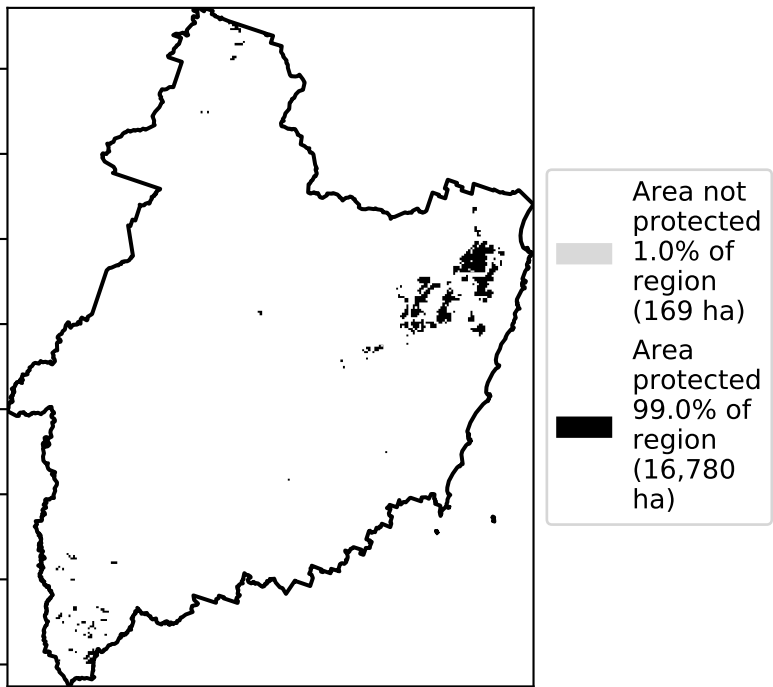 Area not
protected
1.0% of
region
(169 ha)
Area
protected
99.0% of
region
(16,780
ha)